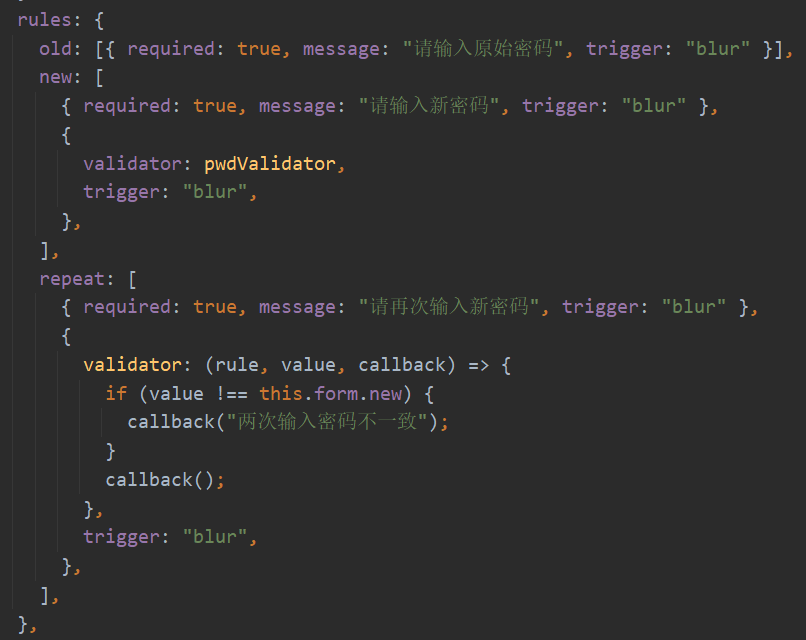 rules: {
old: [{ required: true, message: "请输入原始密码", trigger: "blur" }],
new: [
{ required: true, message: "请输入新密码", trigger: "blur" },
{
validator: pwdValidator,
trigger: "blur",
},
],
repeat: [
{ required: true, message: "请再次输入新密码", trigger: "blur" },
{
validator: (rule, value, callback) => {
if (value !== this.form.new) {
callback("两次输入密码不一致");
}
callback();
},
trigger: "blur",
},
],
},